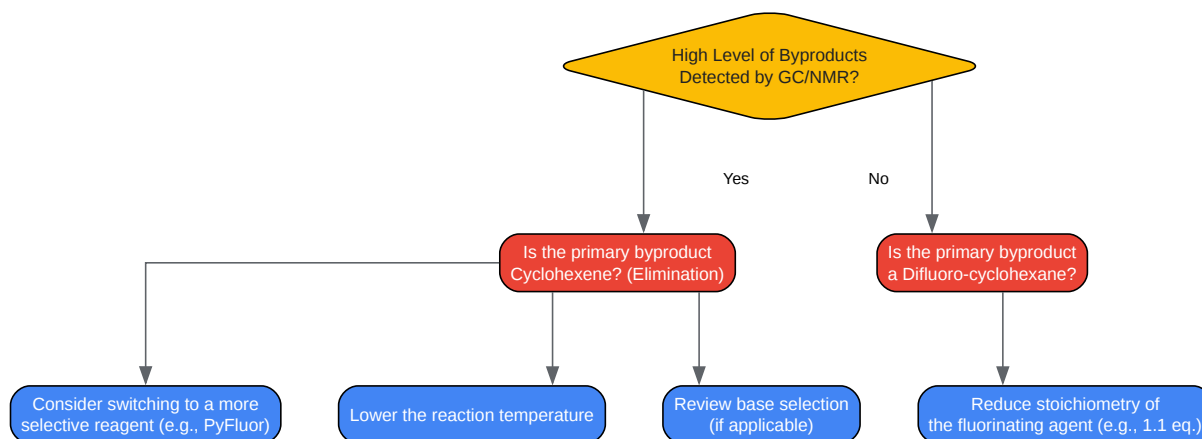 High Level of Byproducts
Detected by GC/NMR?
Yes
No
Is the primary byproduct
Cyclohexene? (Elimination)
Is the primary byproduct
a Difluoro-cyclohexane?
Consider switching to a more
selective reagent (e.g., PyFluor)
Lower the reaction temperature
Review base selection
(if applicable)
Reduce stoichiometry of
the fluorinating agent (e.g., 1.1 eq.)